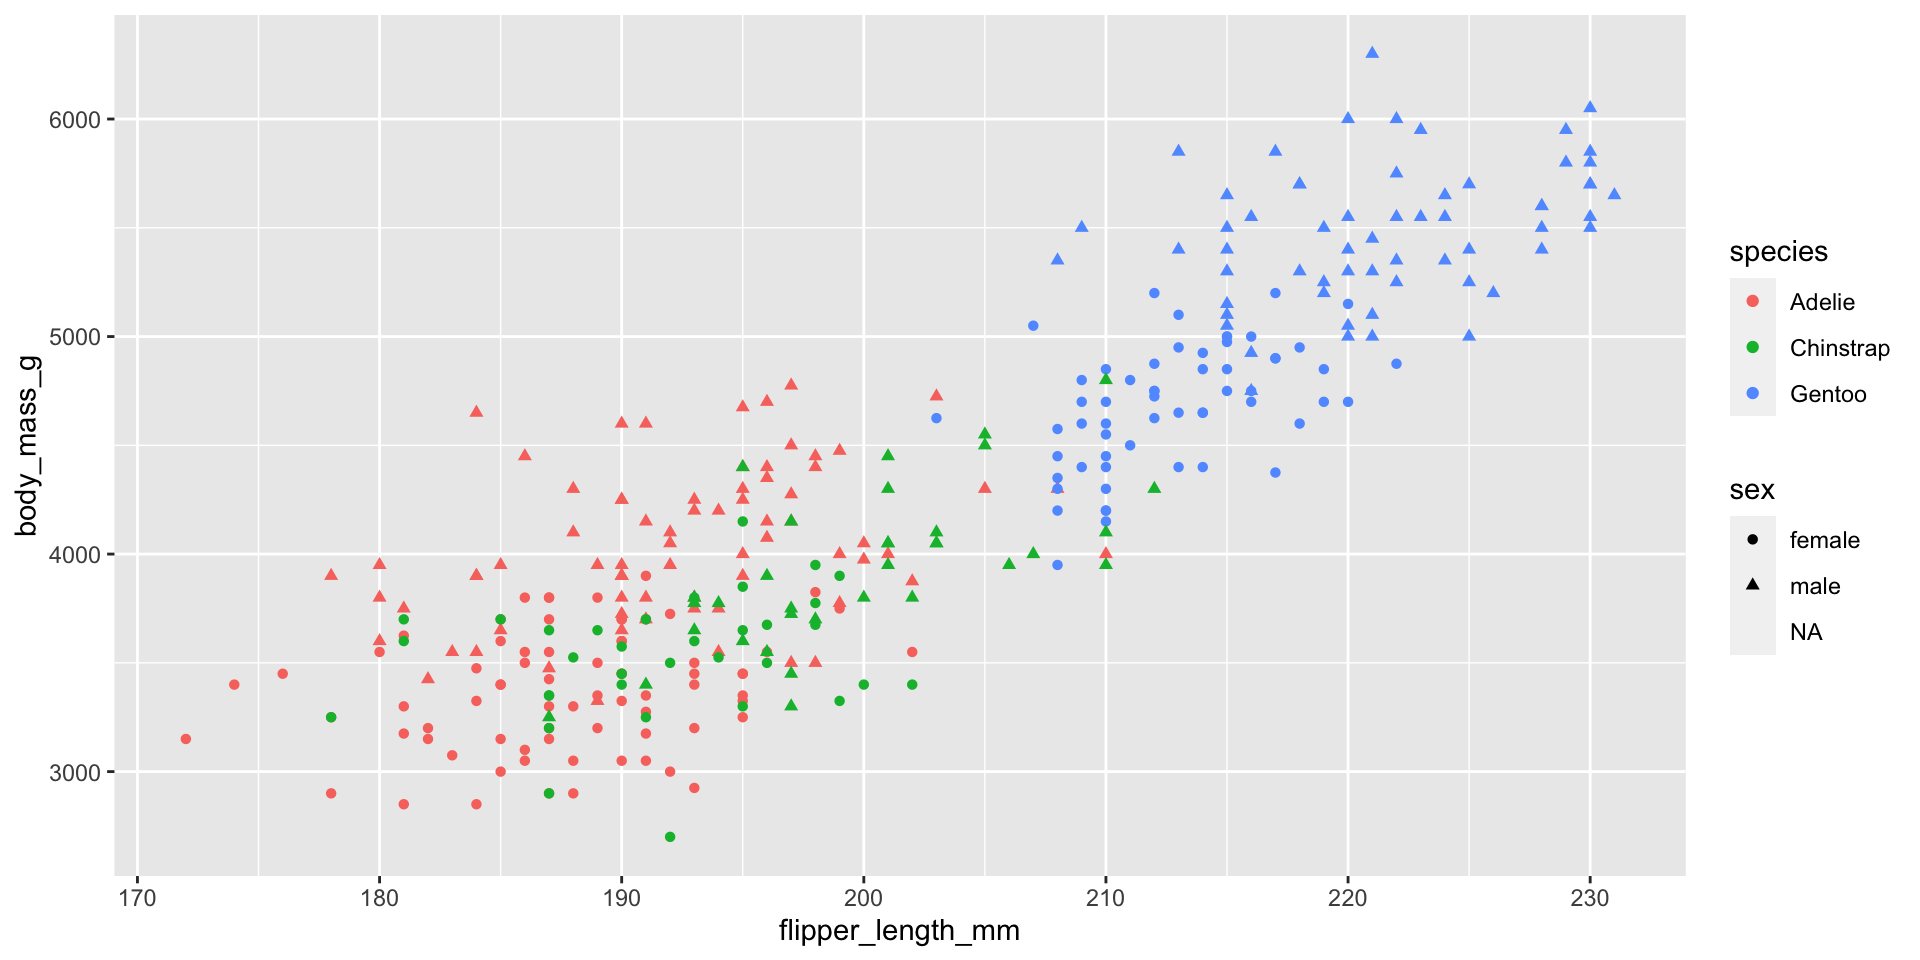 body_mass_g
6000
5000
4000
3000
170 180 190 200 210 220 230
flipper_length_mm
species
Adelie
Chinstrap
Gentoo
sex
female
male
NA